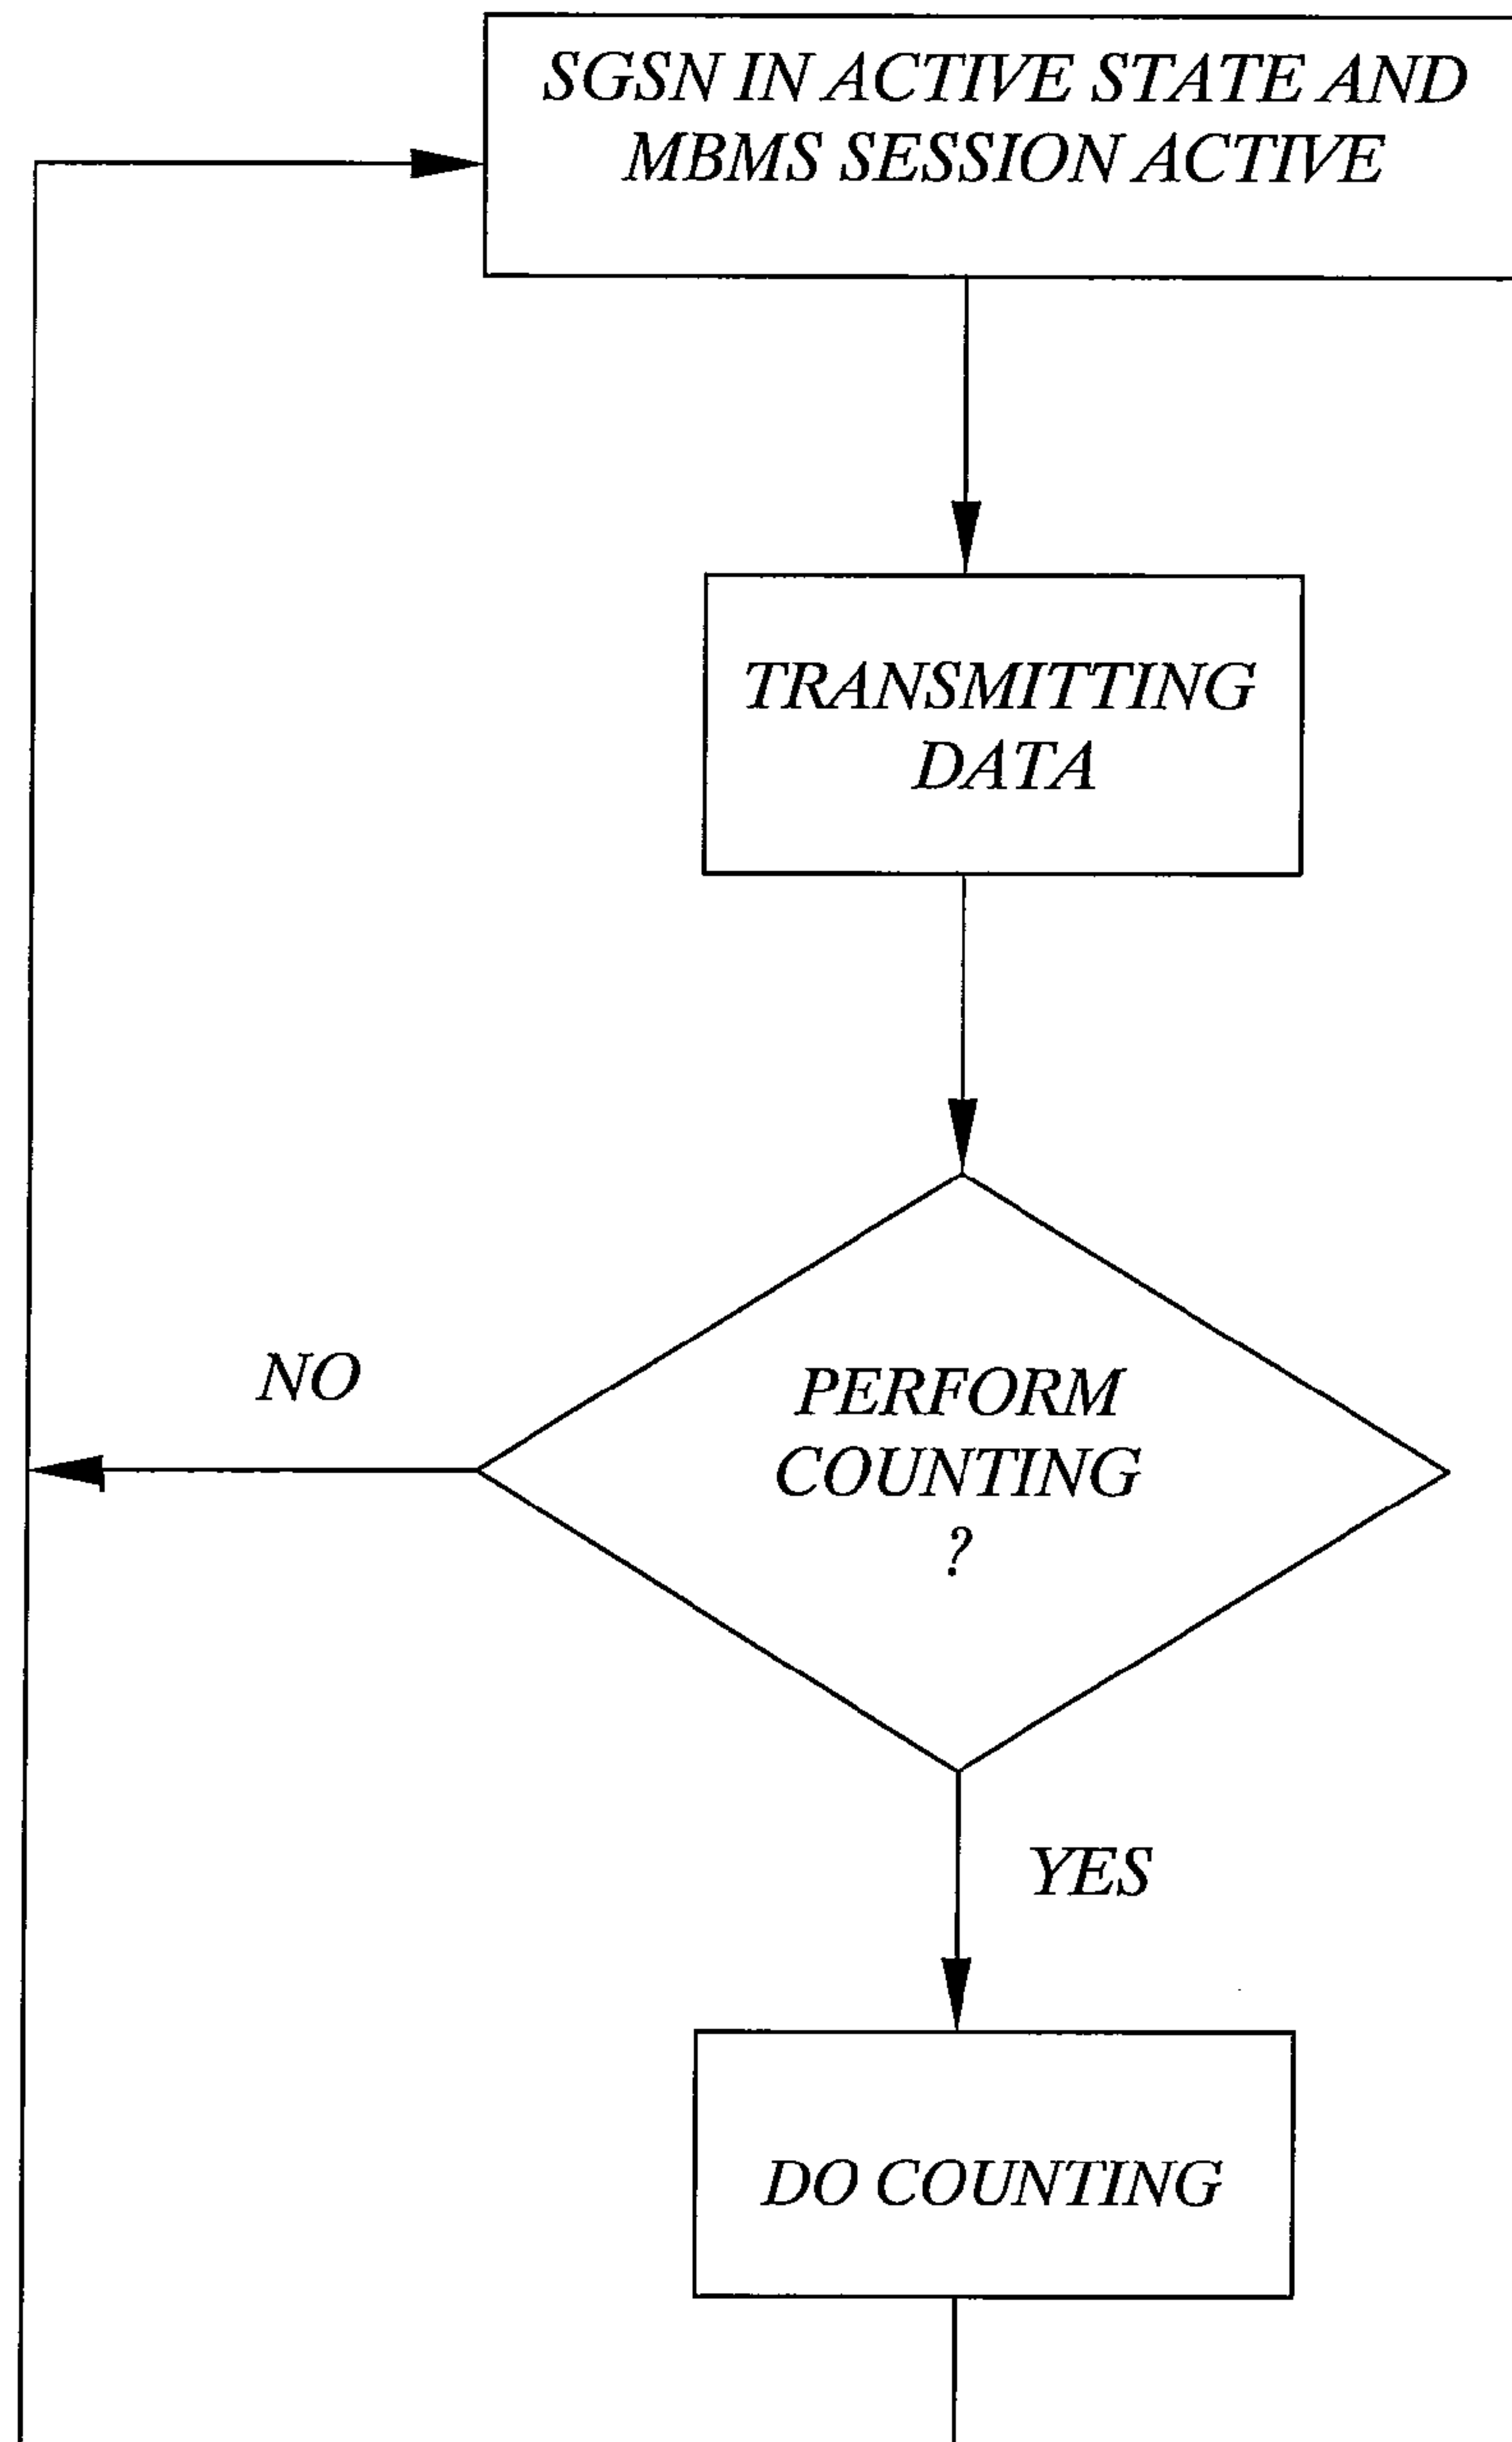 SGSN IN ACTIVE STATE AND
MBMS SESSION ACTIVE
TRANSMITTING
DATA
NO
PERFORM
COUNTING
?
YES
DO COUNTING